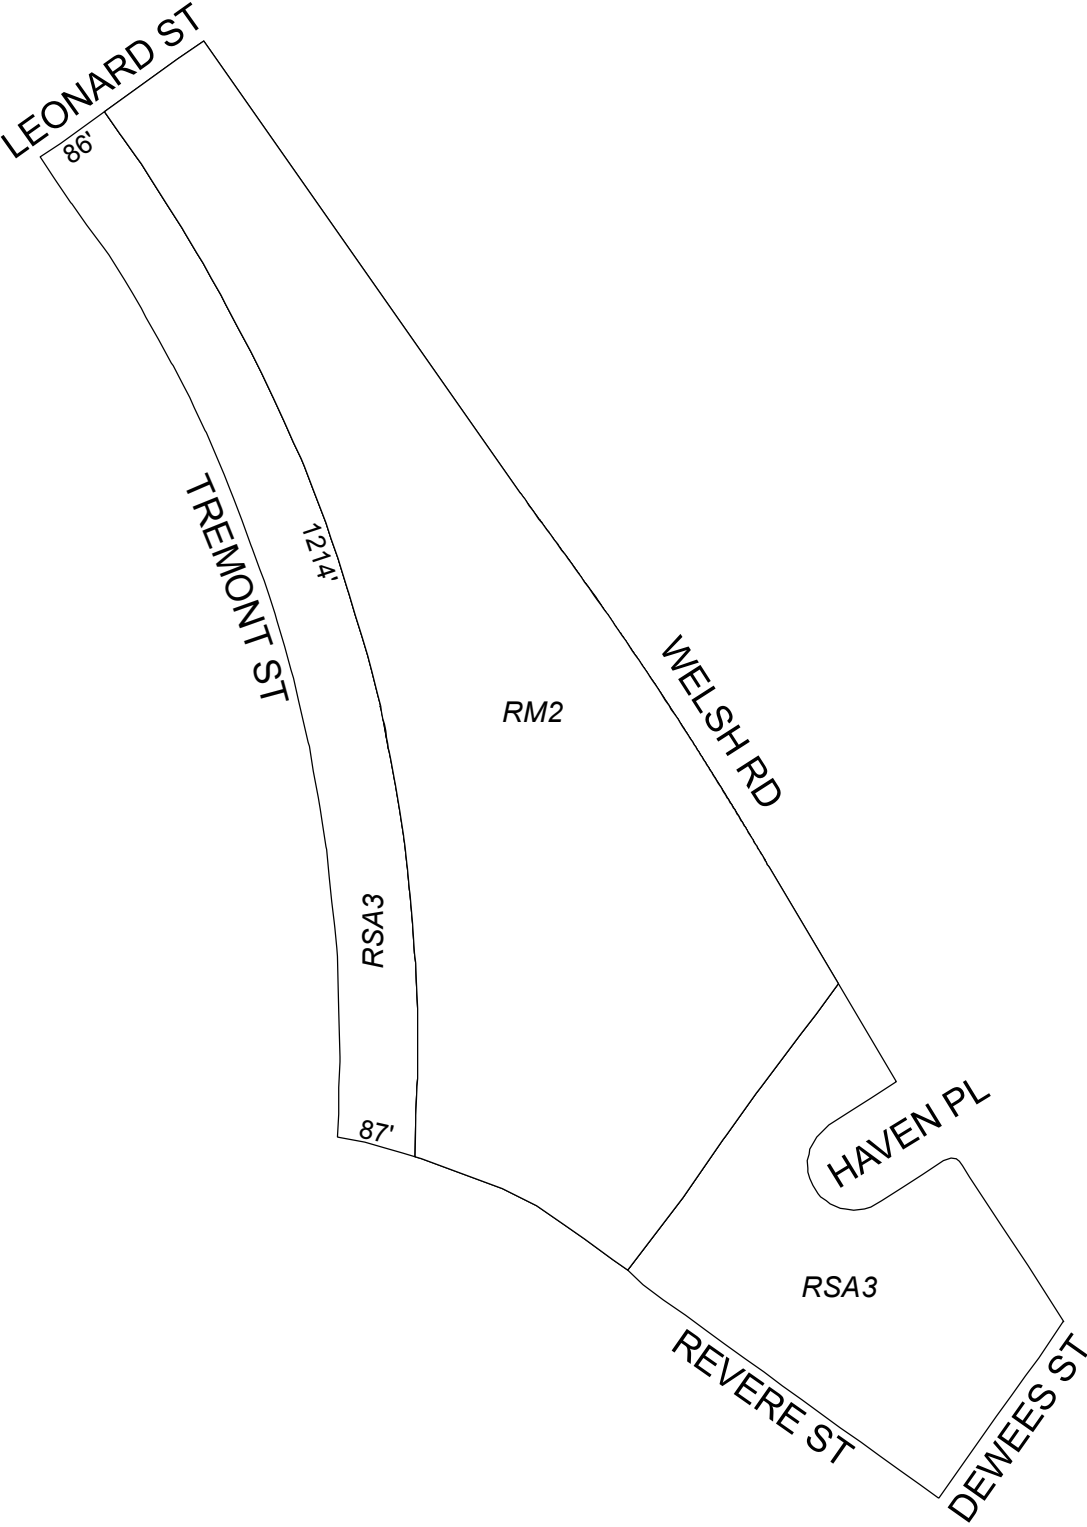 LEONARD ST
86'
TREMONT ST
1214'
RM2
WELSH RD
RSA3
87'
HAVEN PL
RSA3
REVERE ST
DEWEES ST